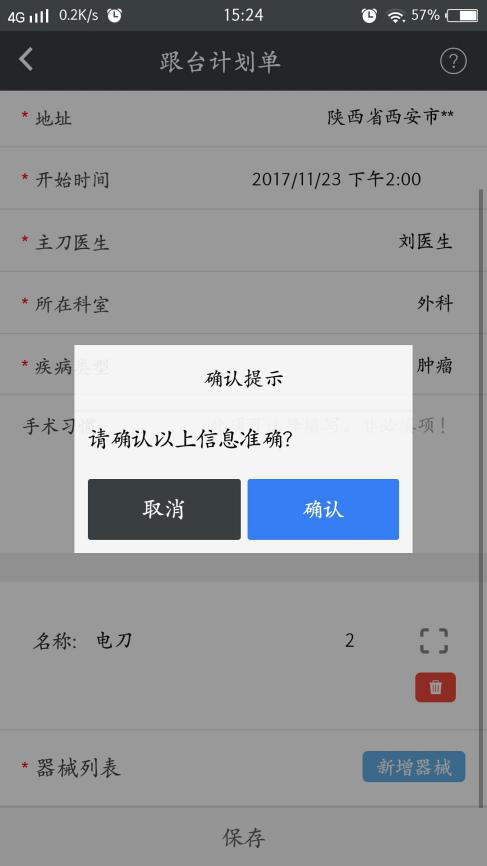 4G 0.2K/s 15:24 57%
跟台计划单 ?
* 地址 陕西省西安市**
* 开始时间 2017/11/23 下午2:00
* 主刀医生 刘医生
* 所在科室 外科
* 疾病类型 肿瘤
确认提示
手术习惯 项!
请确认以上信息准确?
取消 确认
名称: 电刀 2
* 器械列表 新增器械
保存